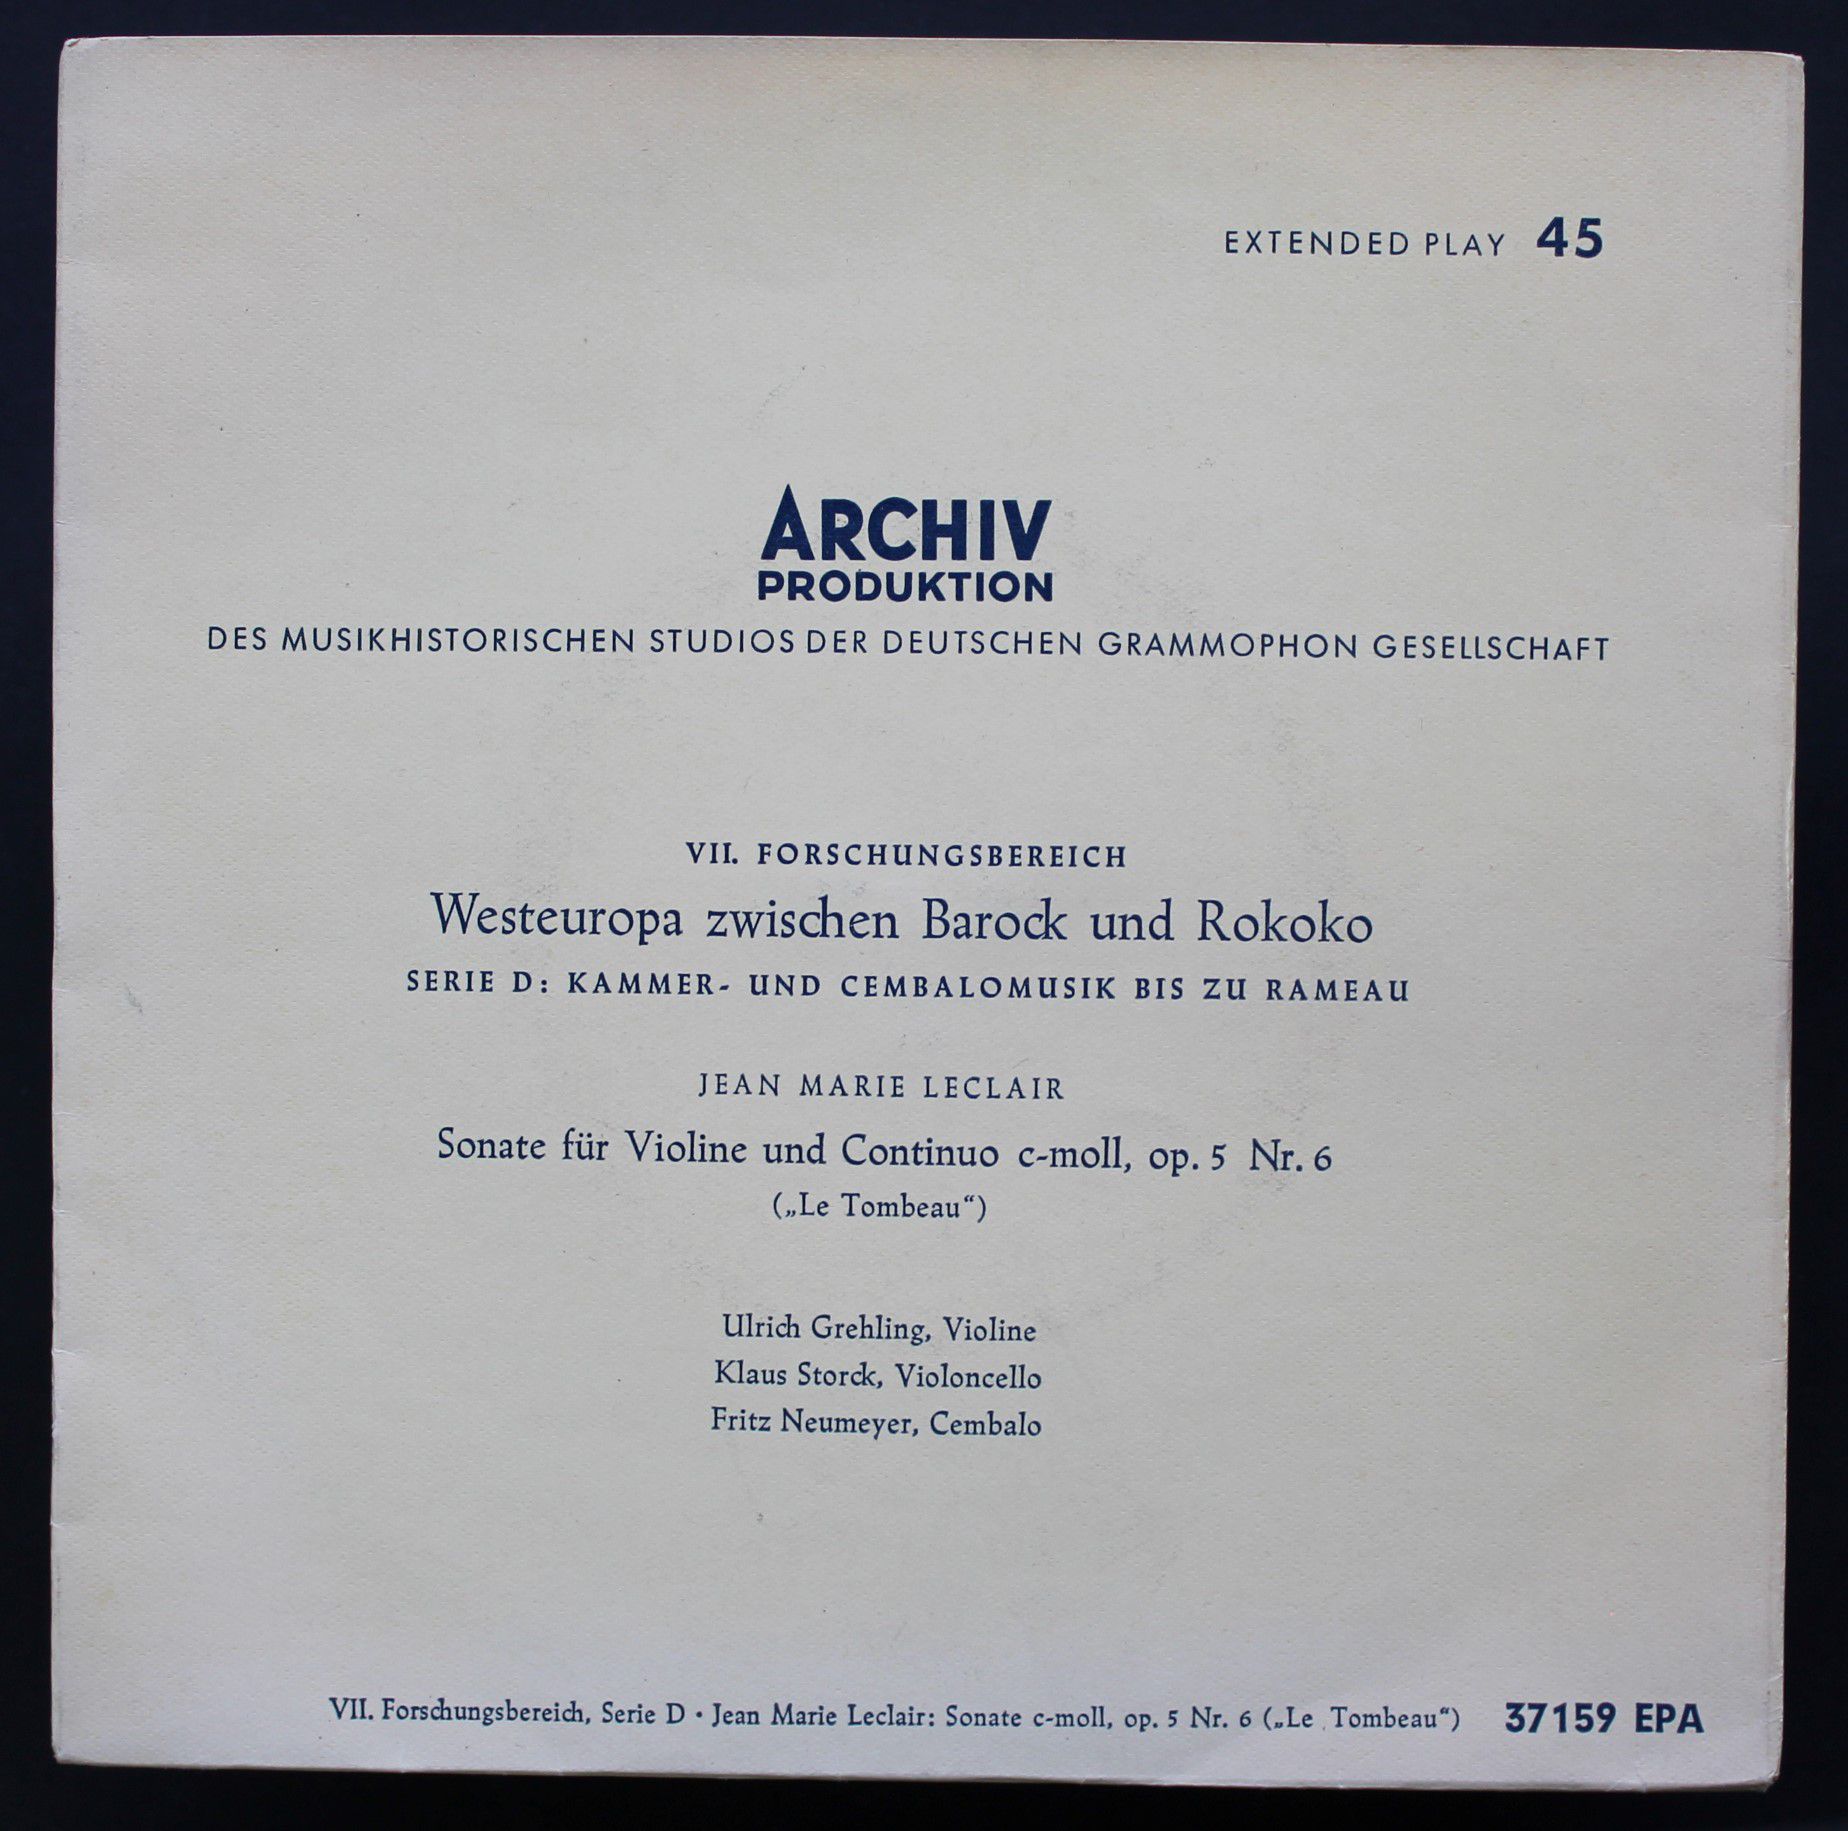 EXTENDED PLAY 45
ARCHIV
PRODUKTION
DES MUSIKHISTORISCHEN STUDIOS DER DEUTSCHEN GRAMMOPHON GESELLSCHAFT
VII. FORSCHUNGSBEREICH
Westeuropa zwischen Barock und Rokoko
SERIE D: KAMMER- UND CEMBALOMUSIK BIS ZU RAMEAU
JEAN MARIE LECLAIR
Sonate für Violine und Continuo c-moll, op. 5 Nr. 6
(„Le Tombeau“)
Ulrich Grehling, Violine
Klaus Storck, Violoncello
Fritz Neumeyer, Cembalo
VII. Forschungsbereich, Serie D • Jean Marie Leclair: Sonate c-moll, op. 5 Nr. 6 („Le Tombeau“) 37159 EPA